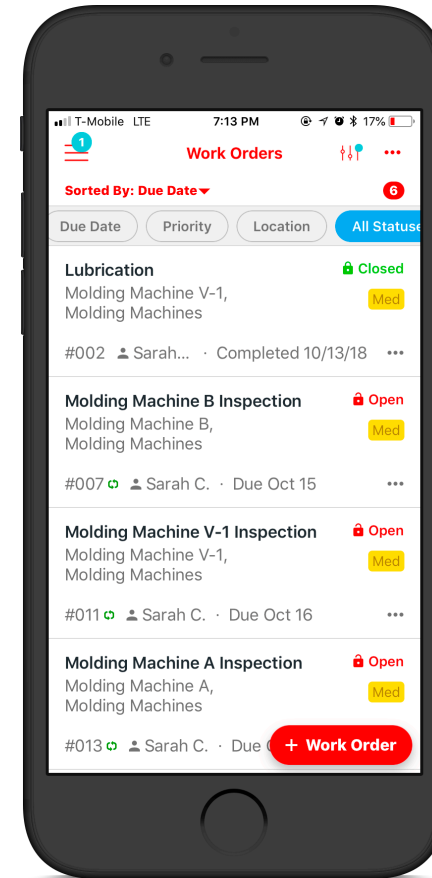 T-Mobile LTE 7:13 PM 17%
1
Work Orders
Sorted By: Due Date
6
Due Date Priority Location All Statuse
Lubrication Closed
Molding Machine V-1, Med
Molding Machines
#002 Sarah... · Completed 10/13/18
Molding Machine B Inspection Open
Molding Machine B, Med
Molding Machines
#007 Sarah C. · Due Oct 15
Molding Machine V-1 Inspection Open
Molding Machine V-1, Med
Molding Machines
#011 Sarah C. · Due Oct 16
Molding Machine A Inspection Open
Molding Machine A, Med
Molding Machines
#013 Sarah C. · Due
+ Work Order